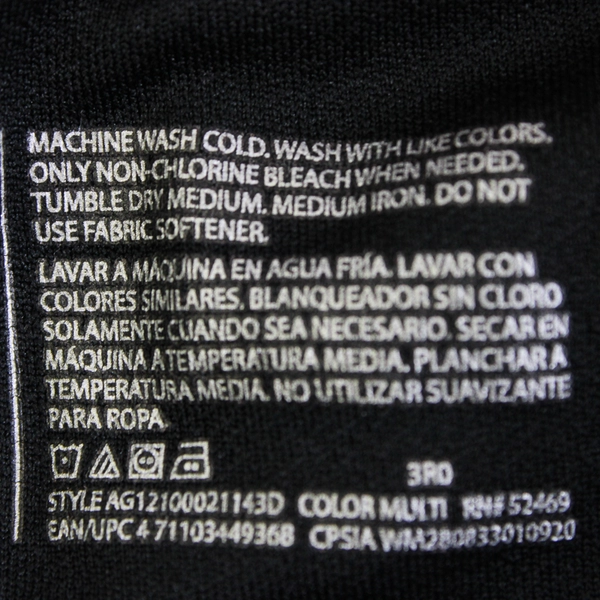 MACHINE WASH COLD. WASH WITH LIKE COLORS.
ONLY NON-CHLORINE BLEACH WHEN NEEDED.
TUMBLE DRY MEDIUM. MEDIUM IRON. DO NOT
USE FABRIC SOFTENER.
LAVAR A MÁQUINA EN AGUA FRÍA. LAVAR CON
COLORES SIMILARES. BLANQUEADOR SIN CLORO
SOLAMENTE CUANDO SEA NECESARIO. SECAR EN
MÁQUINA A TEMPERATURA MEDIA. PLANCHAR A
TEMPERATURA MEDIA. NO UTILIZAR SUAVIZANTE
PARA ROPA.
3R0
STYLE AG12100021143D COLOR MULTI RN# 52469
EAN/UPC 4 71103449368 CPSIA WM280833010920